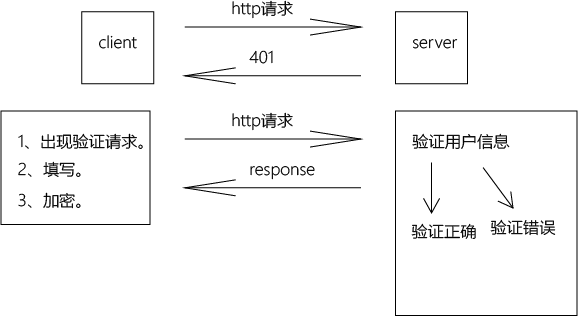 http请求
client
server
401
http请求
1、出现验证请求。
2、填写。
3、加密。
response
验证用户信息
验证正确
验证错误